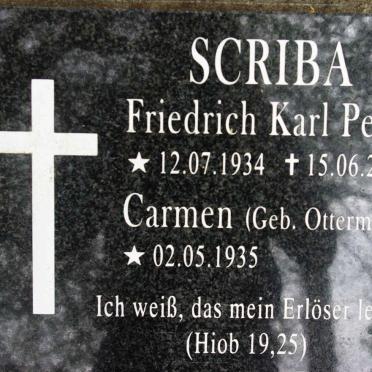 SCRIBA
Friedrich Karl Pe
★ 12.07.1934 ✝ 15.06.2
Carmen (Geb. Otterm
★ 02.05.1935
Ich weiß, das mein Erlöser le
(Hiob 19,25)